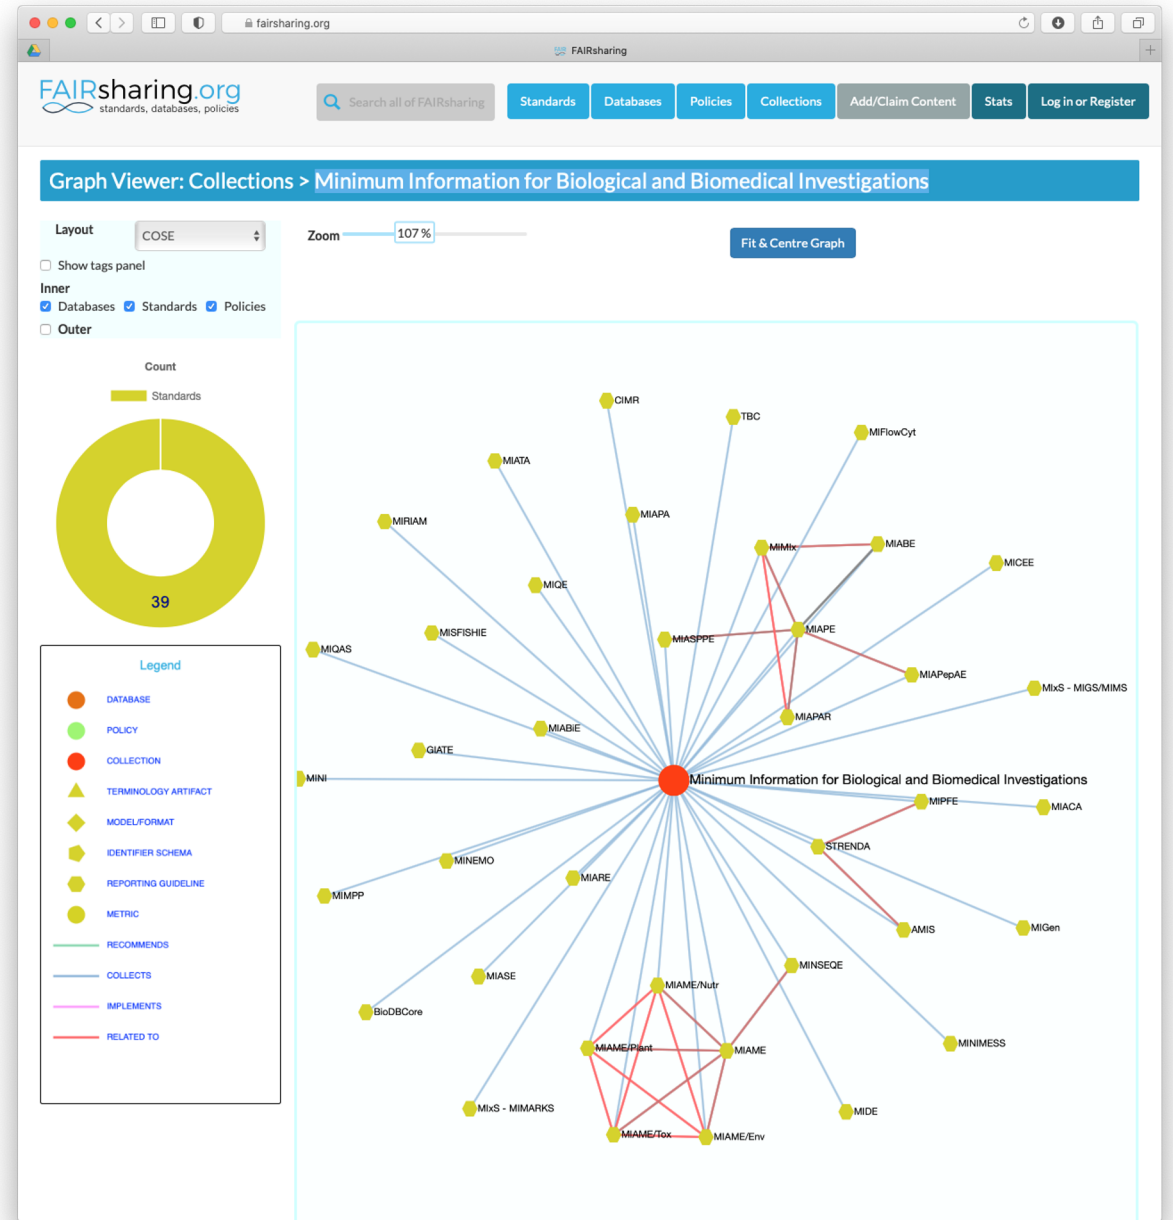 fairsharing.org
FAIRsharing
FAIRsharing.org
standards, databases, policies
Search all of FAIRsharing
Standards
Databases
Policies
Collections
Add/Claim Content
Stats
Log in or Register
Graph Viewer: Collections > Minimum Information for Biological and Biomedical Investigations
Layout
COSE
Zoom
107 %
Fit & Centre Graph
Show tags panel
Inner
Databases
Standards
Policies
Outer
Count
Standards
39
Legend
DATABASE
POLICY
COLLECTION
TERMINOLOGY ARTIFACT
MODEL/FORMAT
IDENTIFIER SCHEMA
REPORTING GUIDELINE
METRIC
RECOMMENDS
COLLECTS
IMPLEMENTS
RELATED TO
CIMR
TBC
MIFlowCyt
MIATA
MIAPA
MIRIAM
MIMIx
MIABE
MICEE
MIQE
MISFISHIE
MIASPPE
MIAPE
MIQAS
MIAPepAE
MIxS - MIGS/MIMS
MIAPAR
MIABiE
GIATE
MINI
Minimum Information for Biological and Biomedical Investigations
MIPFE
MIACA
STRENDA
MINEMO
MIARE
MIMPP
AMIS
MIGen
MINSEQE
MIASE
MIAME/Nutr
BioDBCore
MIAME/Plant
MIAME
MINIMESS
MIxS - MIMARKS
MIDE
MIAME/Tox
MIAME/Env